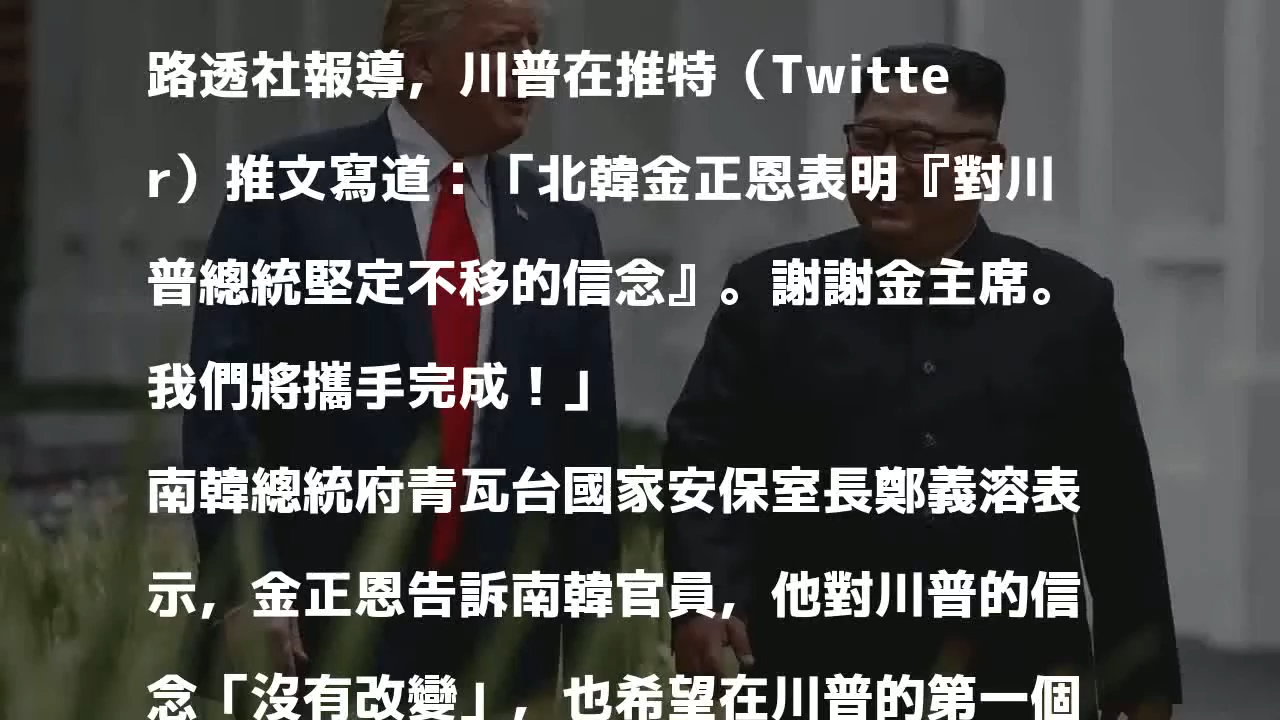 路透社報導，川普在推特（Twitte
r）推文寫道：「北韓金正恩表明『對川
普總統堅定不移的信念』。謝謝金主席。
我們將攜手完成！」
南韓總統府青瓦台國家安保室長鄭義溶表
示，金正恩告訴南韓官員，他對川普的信
念「沒有改變」，也希望在川普的第一個